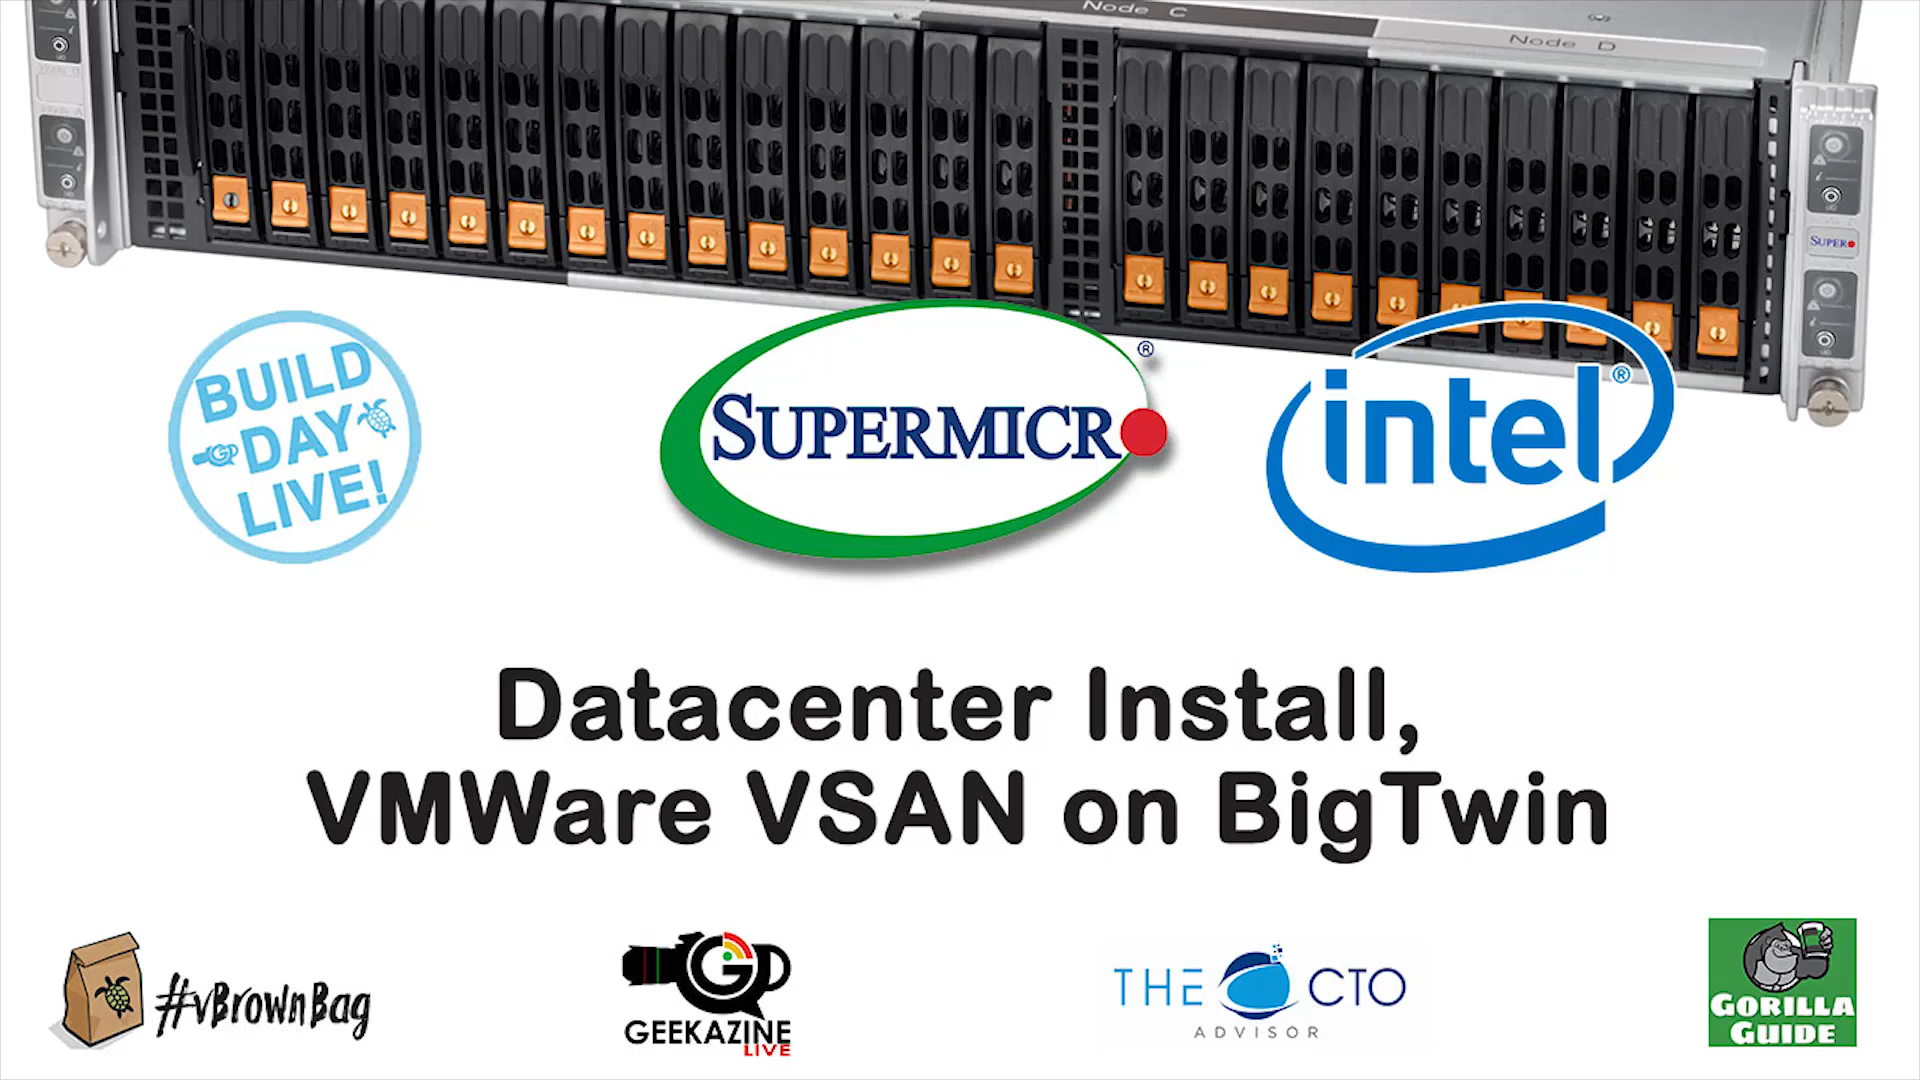 Node C
Node D
SUPER
BUILD
DAY
LIVE!
SUPERMICR
®
intel
®
Datacenter Install,
VMWare VSAN on BigTwin
#vBrownBag
GEEKAZINE
LIVE
THE CTO
ADVISOR
GORILLA
GUIDE